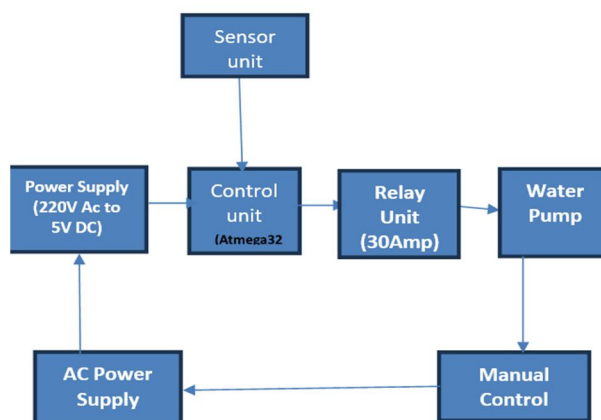 Sensor
unit
Power Supply
(220V Ac to
5V DC)
Control
unit
(Atmega32
Relay
Unit
(30Amp)
Water
Pump
AC Power
Supply
Manual
Control